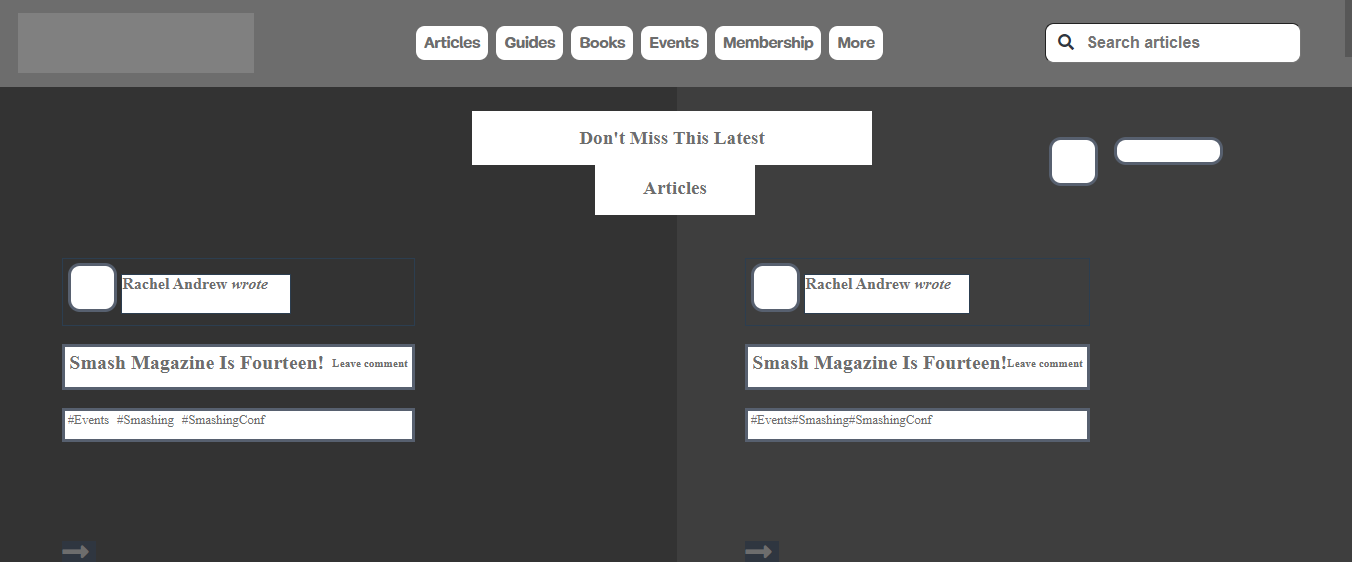 Articles Guides Books Events Membership More Search articles
Don't Miss This Latest
Articles
Rachel Andrew wrote
Smash Magazine Is Fourteen! Leave comment
#Events #Smashing #SmashingConf
Rachel Andrew wrote
Smash Magazine Is Fourteen!Leave comment
#Events#Smashing#SmashingConf